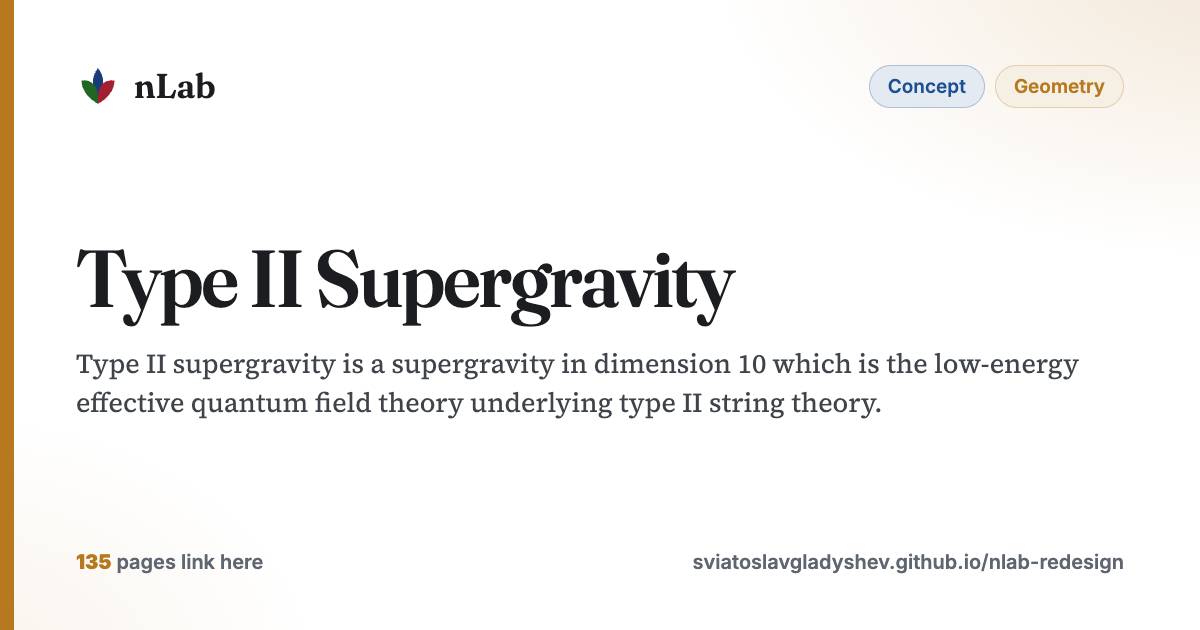 nLab
Concept
Geometry
Type II Supergravity
Type II supergravity is a supergravity in dimension 10 which is the low-energy
effective quantum field theory underlying type II string theory.
135 pages link here
sviatoslavgladyshev.github.io/nlab-redesign